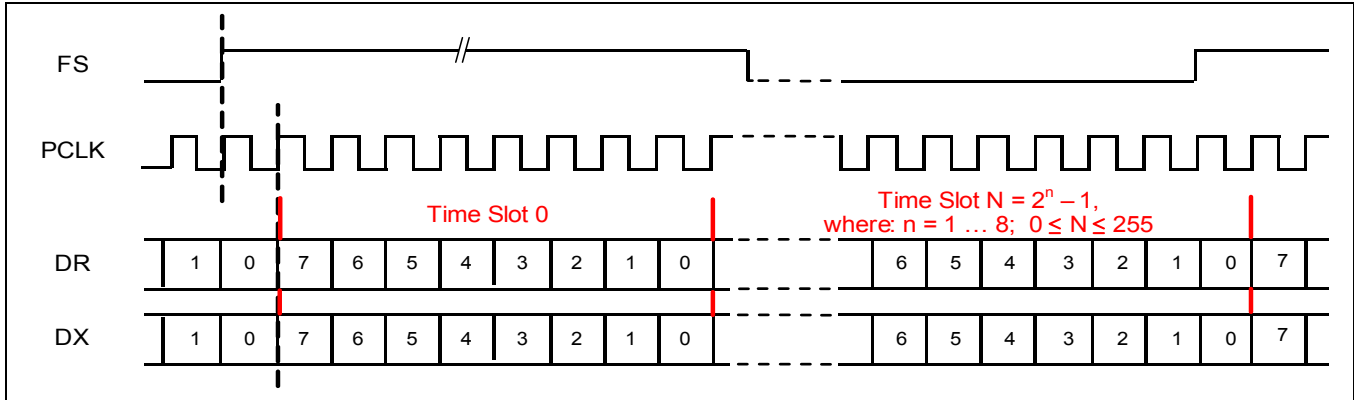 FS
PCLK
Time Slot 0
Time Slot N = 2ⁿ – 1,
where: n = 1 … 8; 0 ≤ N ≤ 255
DR 1 0 7 6 5 4 3 2 1 0 6 5 4 3 2 1 0 7
DX 1 0 7 6 5 4 3 2 1 0 6 5 4 3 2 1 0 7